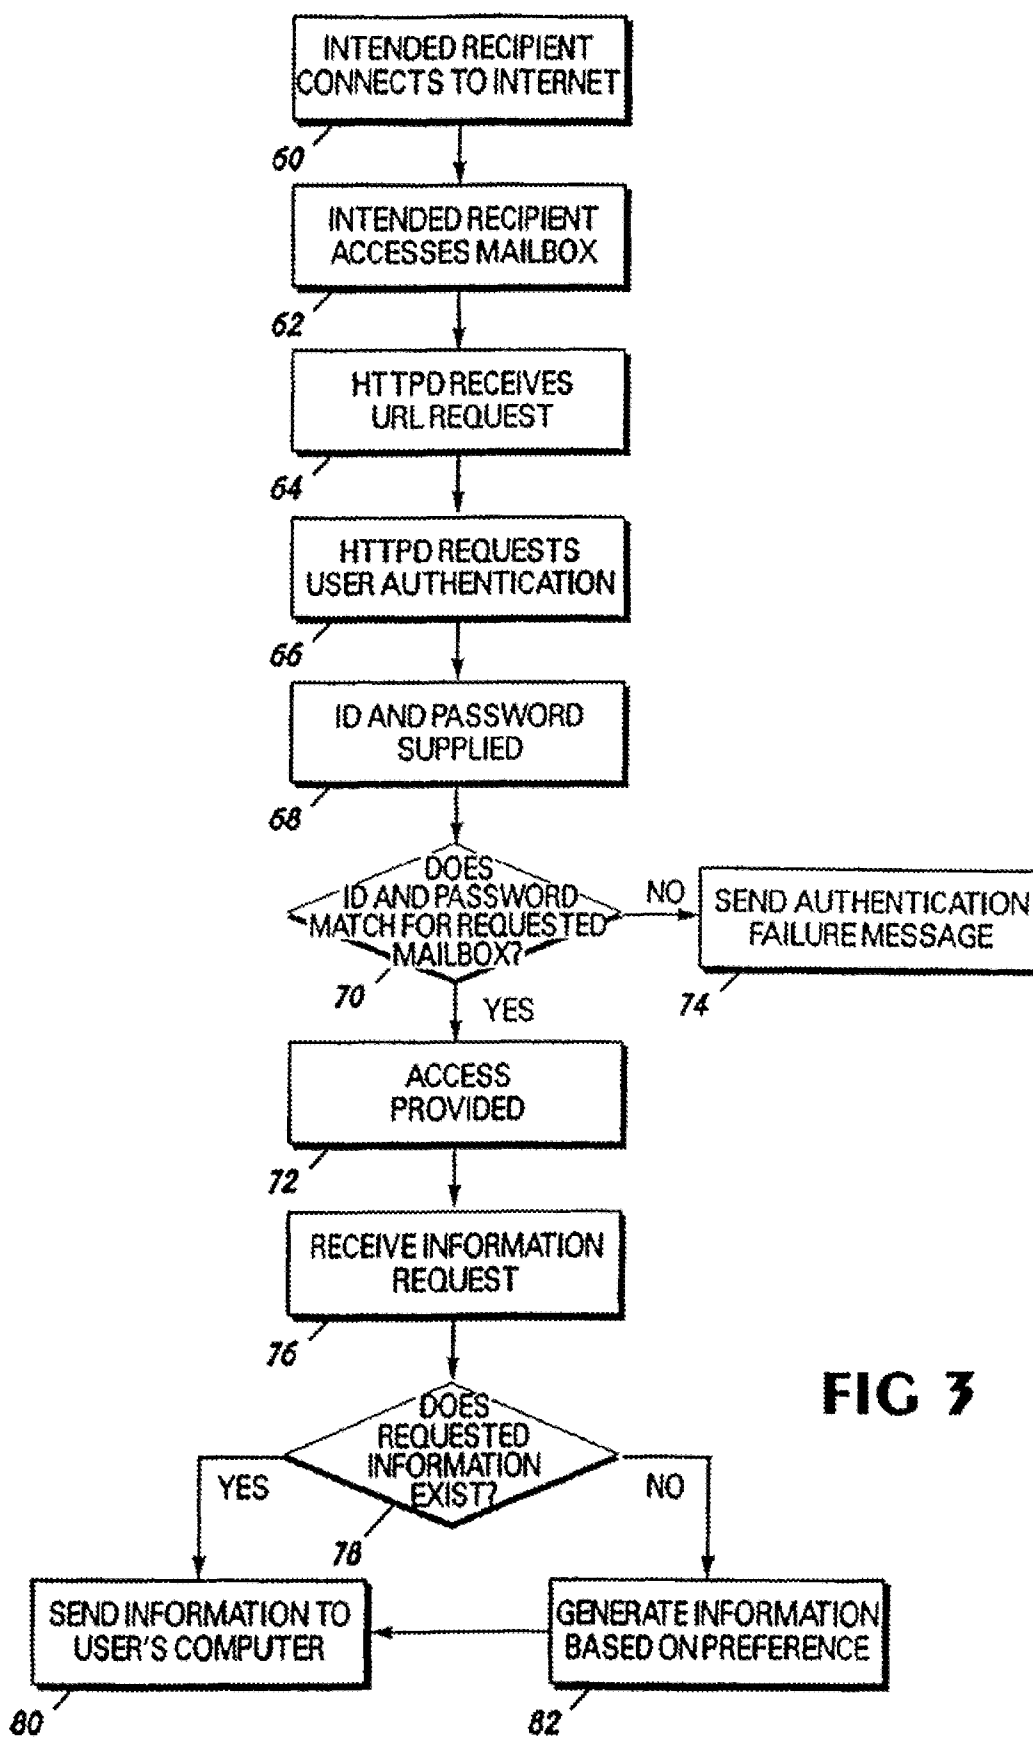 INTENDED RECIPIENT
CONNECTS TO INTERNET
60
INTENDED RECIPIENT
ACCESSES MAILBOX
62
HTTPD RECEIVES
URL REQUEST
64
HTTPD REQUESTS
USER AUTHENTICATION
66
ID AND PASSWORD
SUPPLIED
68
DOES
ID AND PASSWORD
MATCH FOR REQUESTED
MAILBOX?
70
NO
SEND AUTHENTICATION
FAILURE MESSAGE
74
YES
ACCESS
PROVIDED
72
RECEIVE INFORMATION
REQUEST
76
FIG 3
DOES
REQUESTED
INFORMATION
EXIST?
78
YES
NO
SEND INFORMATION TO
USER'S COMPUTER
80
GENERATE INFORMATION
BASED ON PREFERENCE
82